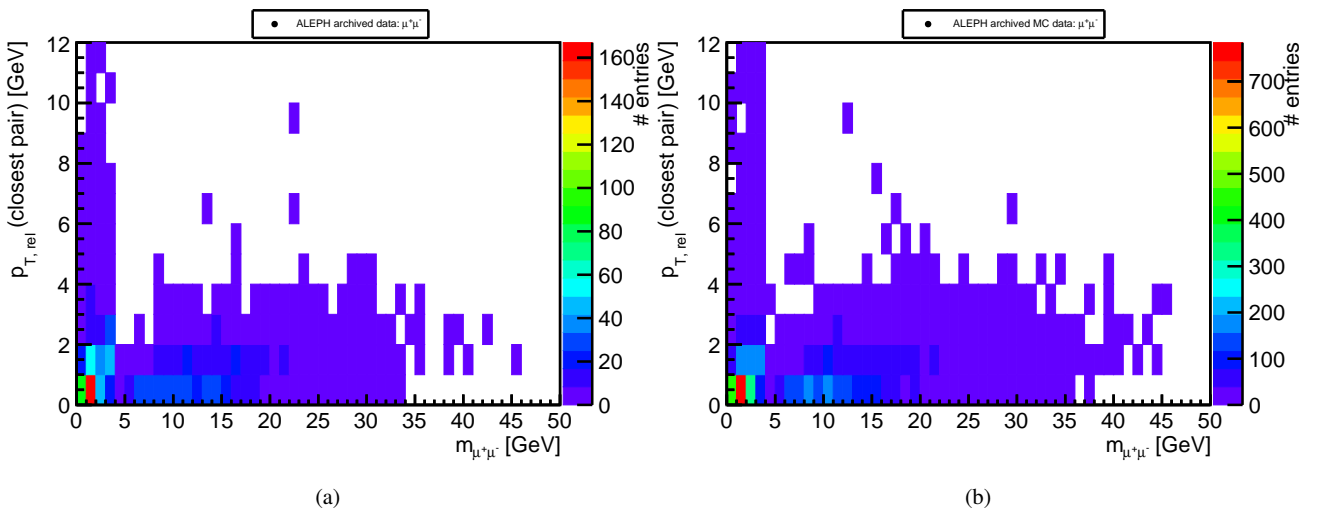 ALEPH archived data: μ⁺μ⁻
p_T, rel (closest pair) [GeV]
12
10
8
6
4
2
0
0 5 10 15 20 25 30 35 40 45 50
m_μ⁺μ⁻ [GeV]
160
140
120
100
80
60
40
20
0
# entries
(a)
ALEPH archived MC data: μ⁺μ⁻
p_T, rel (closest pair) [GeV]
12
10
8
6
4
2
0
0 5 10 15 20 25 30 35 40 45 50
m_μ⁺μ⁻ [GeV]
700
600
500
400
300
200
100
0
# entries
(b)